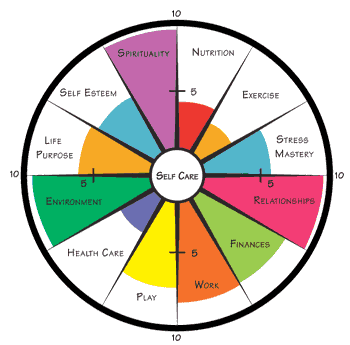 10
Spirituality
Nutrition
Self Esteem
Exercise
5
Life
Purpose
Stress
Mastery
10
5
Self Care
5
10
Environment
Relationships
Health Care
Finances
5
Play
Work
10